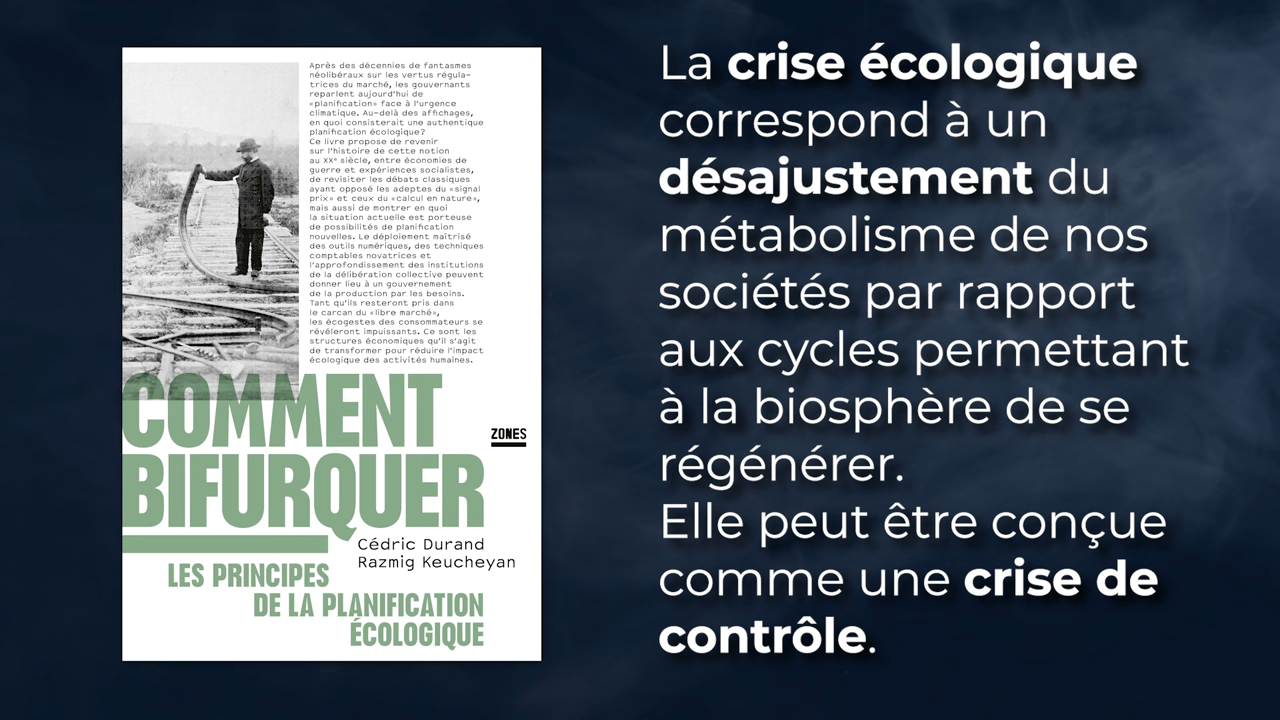 Après des décennies de fantasmes
néolibéraux sur les vertus régula-
trices du marché, les gouvernants
reparlent aujourd'hui de
«planification» face à l'urgence
climatique. Au-delà des affichages,
en quoi consisterait une authentique
planification écologique?
Ce livre propose de revenir
sur l'histoire de cette notion
au XXᵉ siècle, entre économies de
guerre et expériences socialistes,
de revisiter les débats classiques
ayant opposé les adeptes du «signal
prix» et ceux du «calcul en nature»,
mais aussi de montrer en quoi
la situation actuelle est porteuse
de possibilités de planification
nouvelles. Le déploiement maîtrisé
des outils numériques, des techniques
comptables novatrices et
l'approfondissement des institutions
de la délibération collective peuvent
donner lieu à un gouvernement
de la production par les besoins.
Tant qu'ils resteront pris dans
le carcan du «libre marché»,
les écogestes des consommateurs se
révéleront impuissants. Ce sont les
structures économiques qu'il s'agit
de transformer pour réduire l'impact
écologique des activités humaines.
COMMENT
BIFURQUER
ZONES
Cédric Durand
Razmig Keucheyan
LES PRINCIPES
DE LA PLANIFICATION
ÉCOLOGIQUE
La crise écologique
correspond à un
désajustement du
métabolisme de nos
sociétés par rapport
aux cycles permettant
à la biosphère de se
régénérer.
Elle peut être conçue
comme une crise de
contrôle.